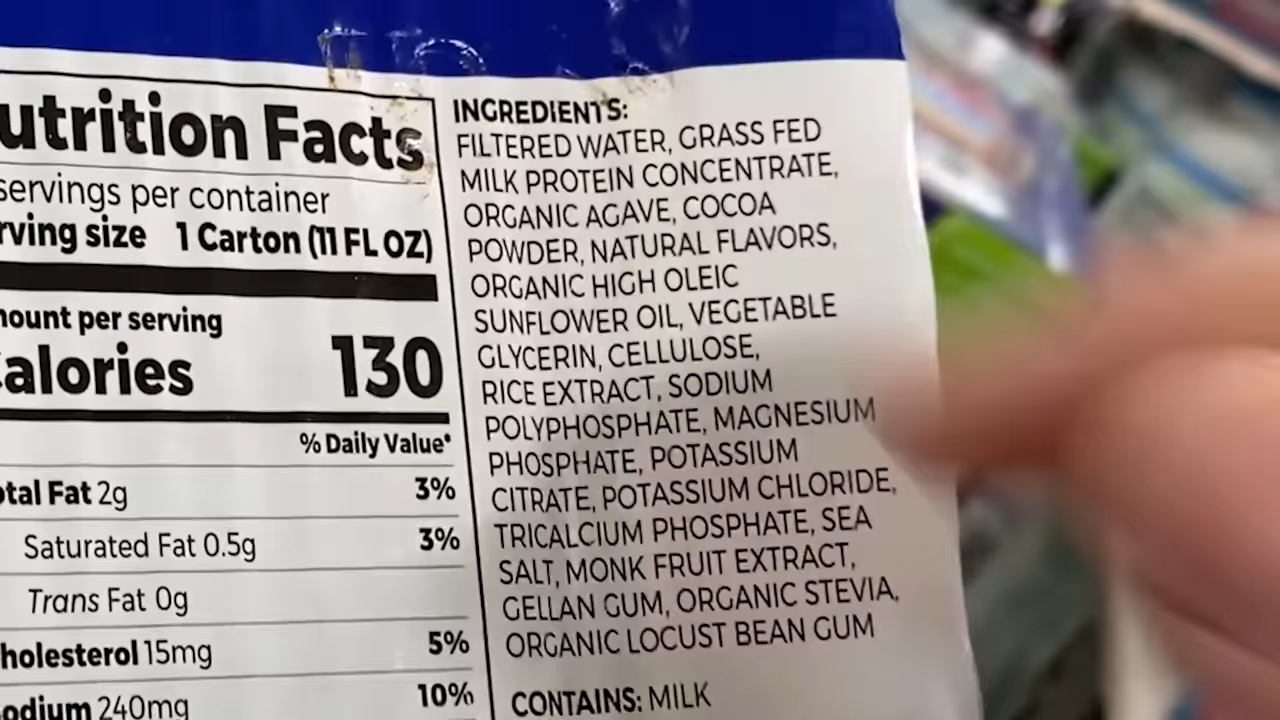 utrition Facts
servings per container
rving size 1 Carton (11 FL OZ)
mount per serving
Calories 130
% Daily Value*
otal Fat 2g 3%
Saturated Fat 0.5g 3%
Trans Fat 0g
holesterol 15mg 5%
odium 240mg 10%
INGREDIENTS:
FILTERED WATER, GRASS FED
MILK PROTEIN CONCENTRATE,
ORGANIC AGAVE, COCOA
POWDER, NATURAL FLAVORS,
ORGANIC HIGH OLEIC
SUNFLOWER OIL, VEGETABLE
GLYCERIN, CELLULOSE,
RICE EXTRACT, SODIUM
POLYPHOSPHATE, MAGNESIUM
PHOSPHATE, POTASSIUM
CITRATE, POTASSIUM CHLORIDE,
TRICALCIUM PHOSPHATE, SEA
SALT, MONK FRUIT EXTRACT,
GELLAN GUM, ORGANIC STEVIA,
ORGANIC LOCUST BEAN GUM
CONTAINS: MILK